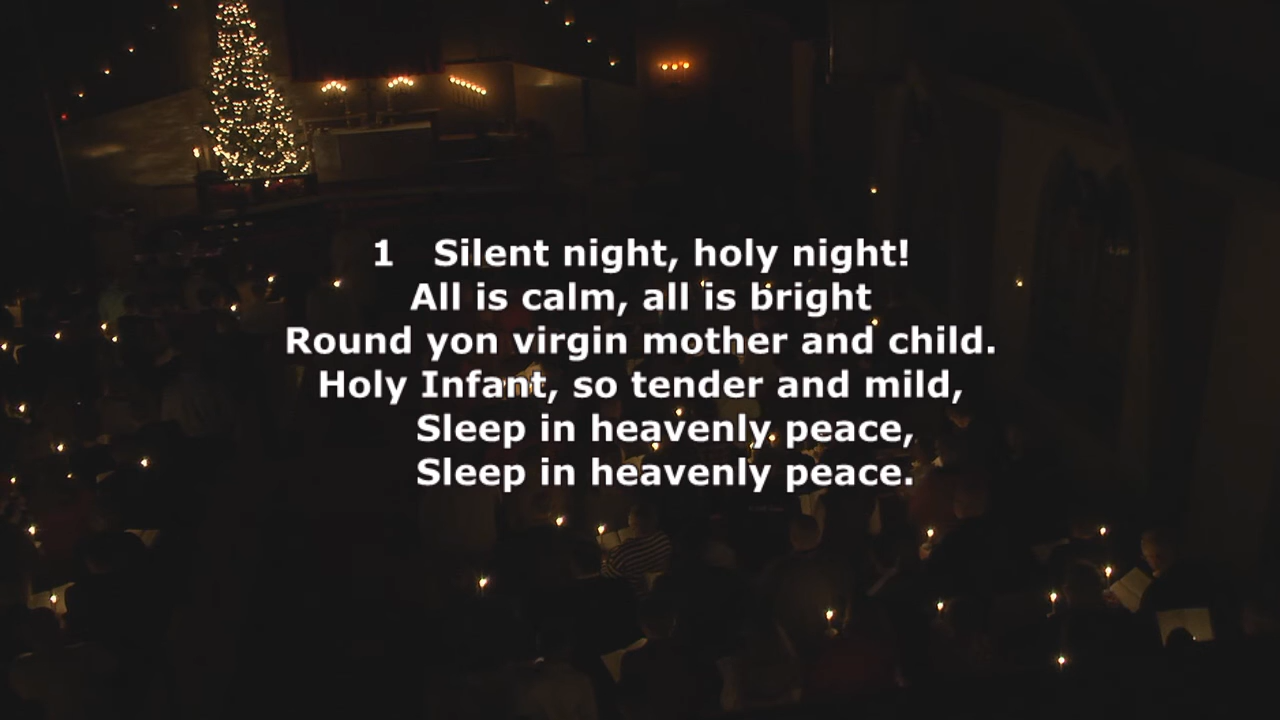 1 Silent night, holy night!
All is calm, all is bright
Round yon virgin mother and child.
Holy Infant, so tender and mild,
Sleep in heavenly peace,
Sleep in heavenly peace.